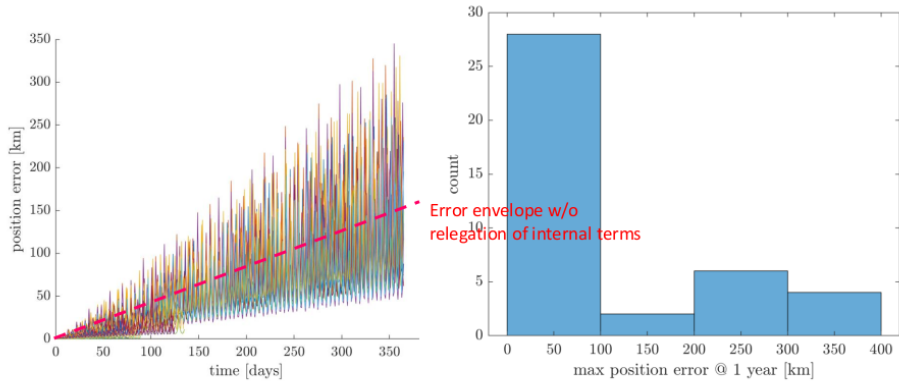 350
300
250
200
150
100
50
0
position error [km]
0 50 100 150 200 250 300 350
time [days]
Error envelope w/o
relegation of internal terms
30
25
20
15
10
5
0
count
0 50 100 150 200 250 300 350 400
max position error @ 1 year [km]